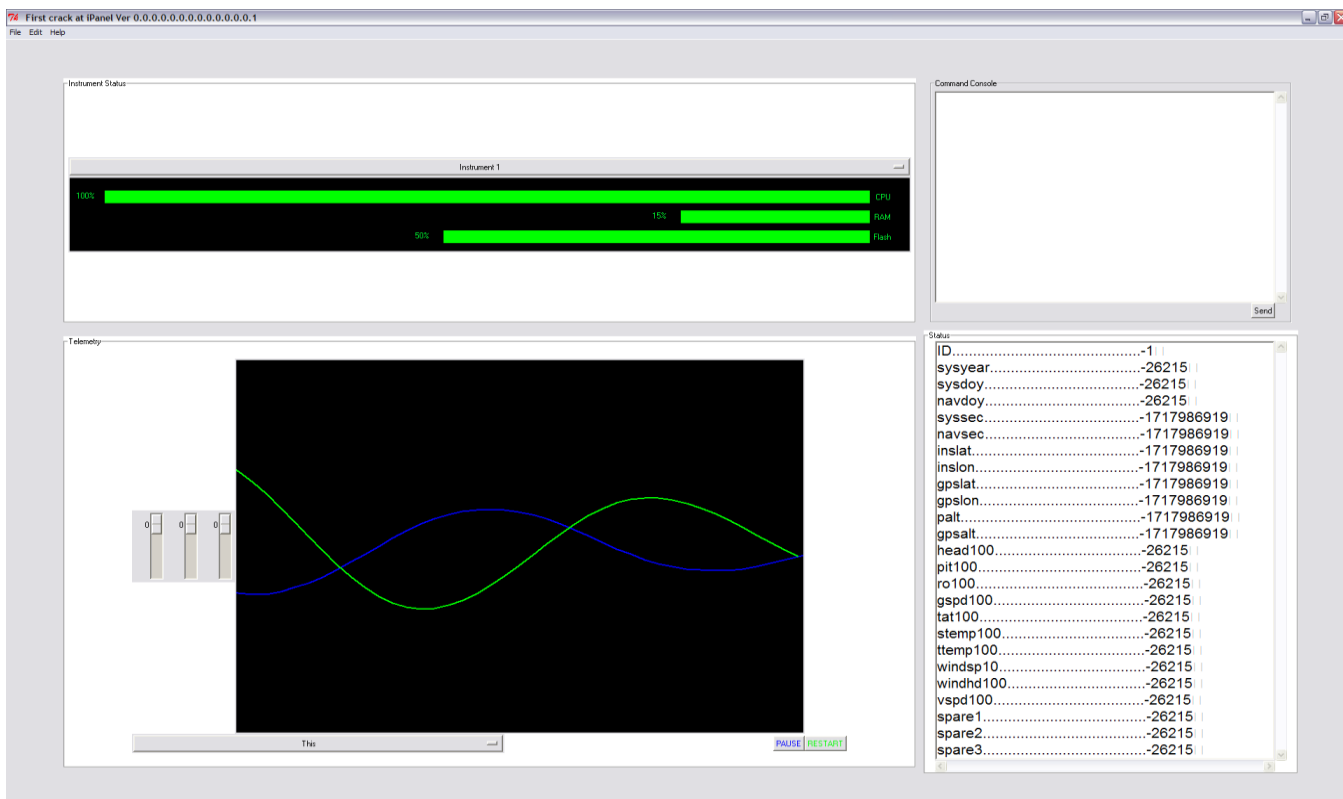 74 First crack at iPanel Ver 0.0.0.0.0.0.0.0.0.0.0.0.0.0.1
File Edit Help
Instrument Status
Instrument 1
100% CPU
15% RAM
50% Flash
Command Console
Send
Telemetry
0 0 0
This
PAUSE RESTART
Status
ID.............................................-1
sysyear....................................-26215
sysdoy.....................................-26215
navdoy.....................................-26215
syssec.....................................-1717986919
navsec.....................................-1717986919
inslat........................................-1717986919
inslon.......................................-1717986919
gpslat.......................................-1717986919
gpslon......................................-1717986919
palt...........................................-1717986919
gpsalt.......................................-1717986919
head100...................................-26215
pit100.......................................-26215
ro100........................................-26215
gspd100....................................-26215
tat100........................................-26215
stemp100..................................-26215
ttemp100...................................-26215
windsp10...................................-26215
windhd100.................................-26215
vspd100....................................-26215
spare1.......................................-26215
spare2.......................................-26215
spare3.......................................-26215